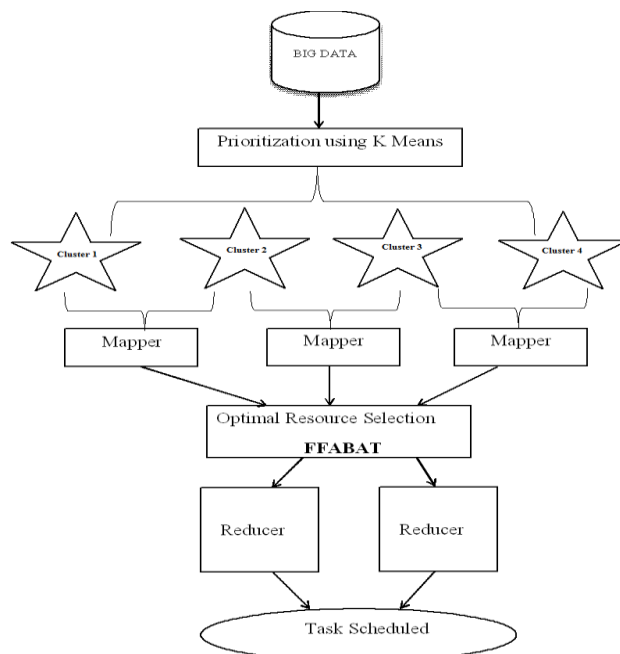 BIG DATA
Prioritization using K Means
Cluster 1
Cluster 2
Cluster 3
Cluster 4
Mapper
Mapper
Mapper
Optimal Resource Selection
FFABAT
Reducer
Reducer
Task Scheduled